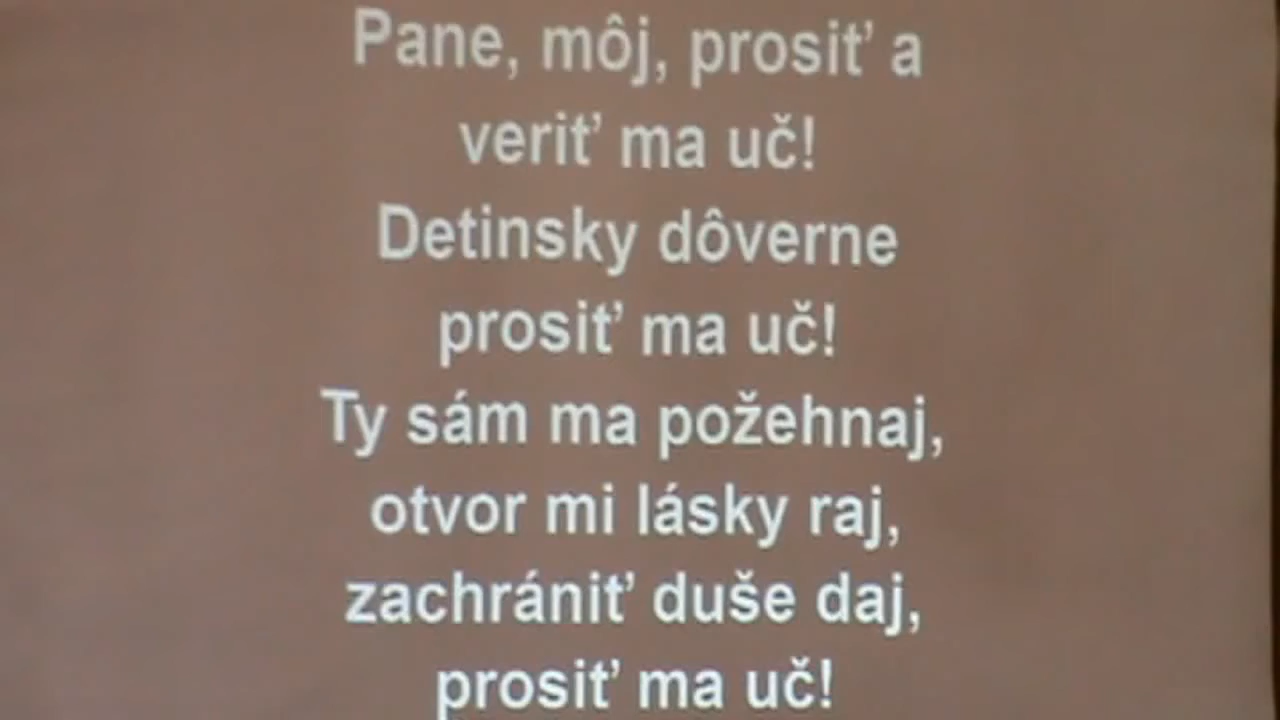 Pane, môj, prosiť a
veriť ma uč!
Detinsky dôverne
prosiť ma uč!
Ty sám ma požehnaj,
otvor mi lásky raj,
zachrániť duše daj,
prosiť ma uč!